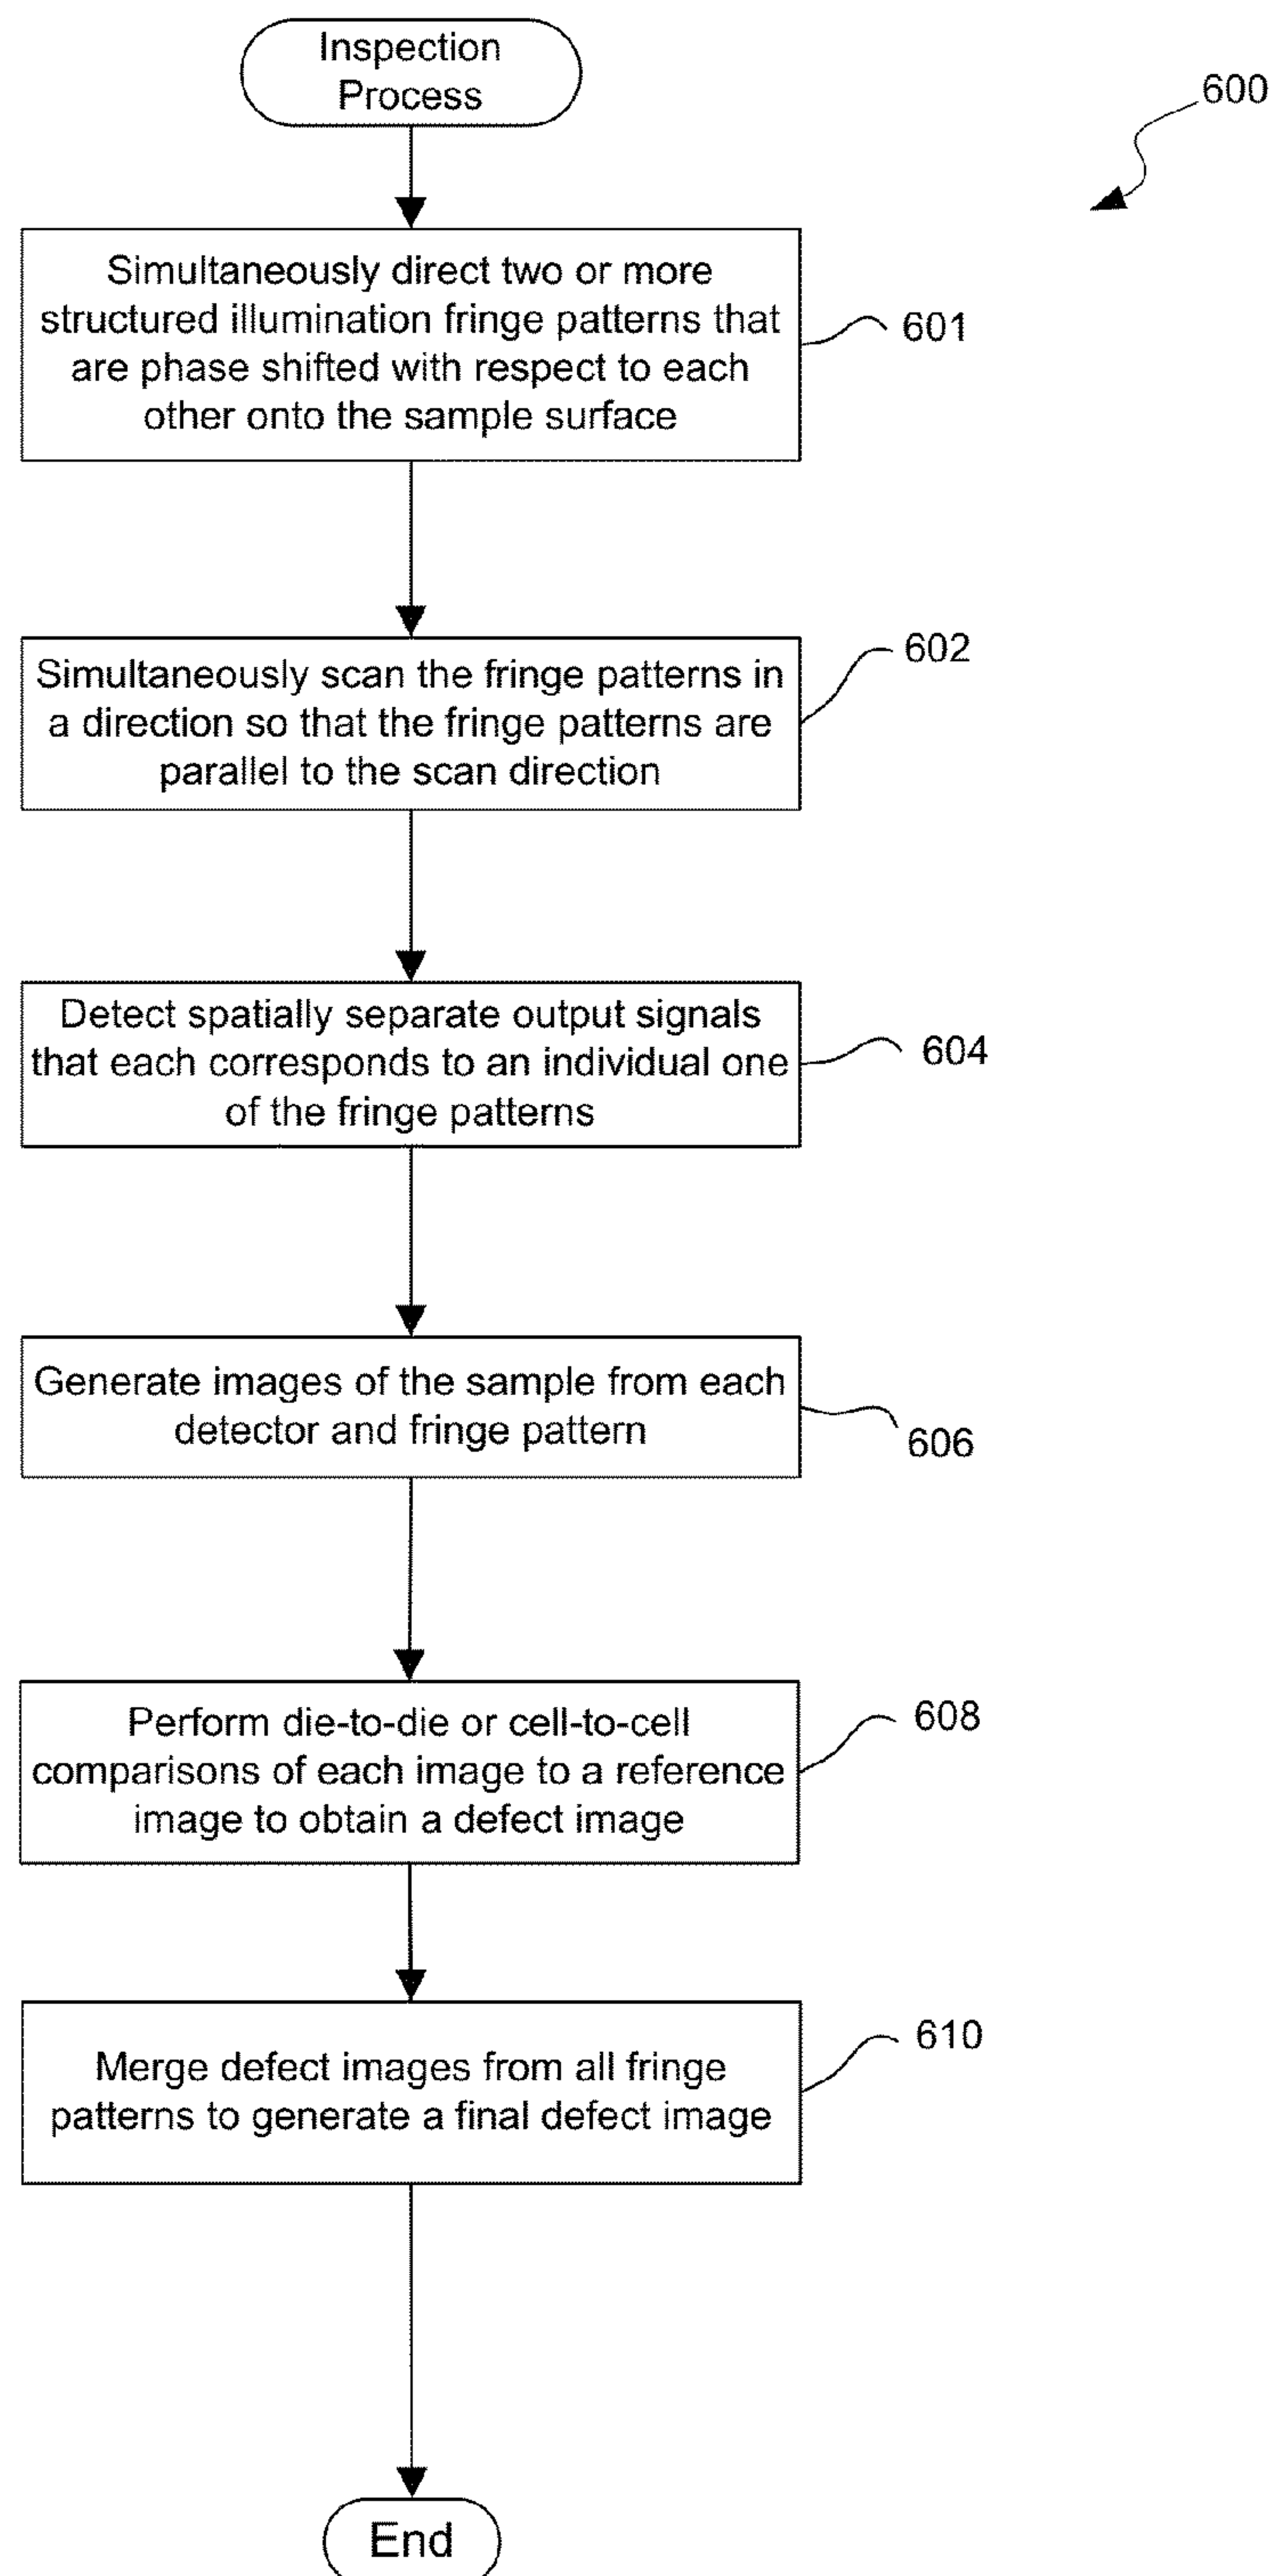 Inspection
Process
600
Simultaneously direct two or more
structured illumination fringe patterns that
are phase shifted with respect to each
other onto the sample surface
601
Simultaneously scan the fringe patterns in
a direction so that the fringe patterns are
parallel to the scan direction
602
Detect spatially separate output signals
that each corresponds to an individual one
of the fringe patterns
604
Generate images of the sample from each
detector and fringe pattern
606
Perform die-to-die or cell-to-cell
comparisons of each image to a reference
image to obtain a defect image
608
Merge defect images from all fringe
patterns to generate a final defect image
610
End